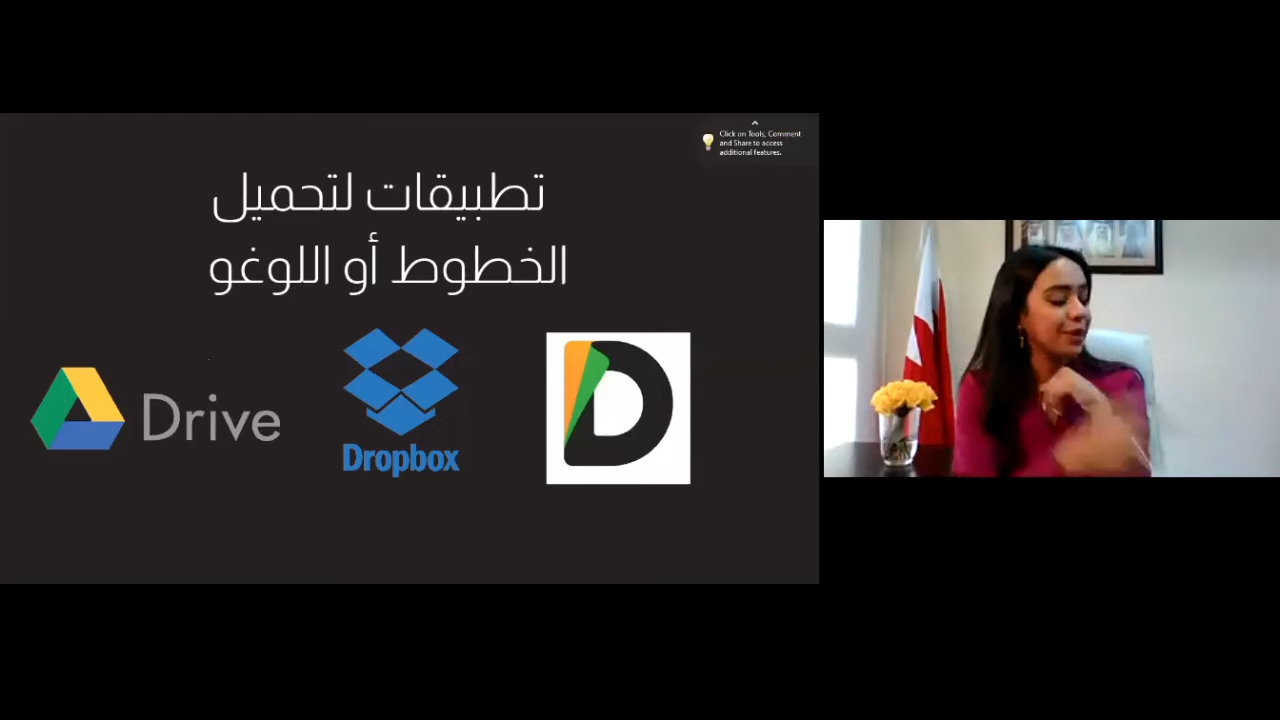 Click on Tools, Comment
and Share to access
additional features.
تطبيقات لتحميل
الخطوط أو اللوغو
Drive
Dropbox
D